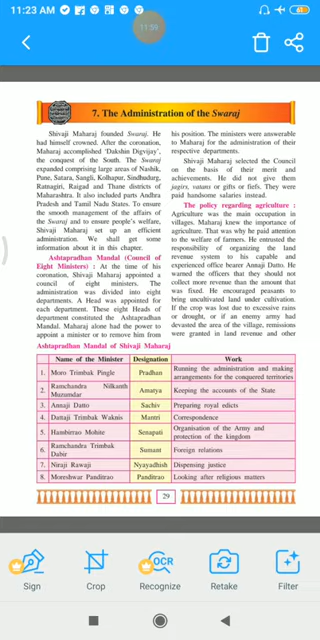 11:23 AM
61
11:59
7. The Administration of the Swaraj
Shivaji Maharaj founded Swaraj. He
had himself crowned. After the coronation,
Maharaj accomplished 'Dakshin Digvijay',
the conquest of the South. The Swaraj
expanded comprising large areas of Nashik,
Pune, Satara, Sangli, Kolhapur, Sindhudurg,
Ratnagiri, Raigad and Thane districts of
Maharashtra. It also included parts Andhra
Pradesh and Tamil Nadu States. To ensure
the smooth management of the affairs of
the Swaraj and to ensure people's welfare,
Shivaji Maharaj set up an efficient
administration. We shall get some
information about it in this chapter.
Ashtapradhan Mandal (Council of
Eight Ministers) : At the time of his
coronation, Shivaji Maharaj appointed a
council of eight ministers. The
administration was divided into eight
departments. A Head was appointed for
each department. These eight Heads of
department constituted the Ashtapradhan
Mandal. Maharaj alone had the power to
appoint a minister or to remove him from
his position. The ministers were answerable
to Maharaj for the administration of their
respective departments.
Shivaji Maharaj selected the Council
on the basis of their merit and
achievements. He did not give them
jagirs, vatans or gifts or fiefs. They were
paid handsome salaries instead.
The policy regarding agriculture :
Agriculture was the main occupation in
villages. Maharaj knew the importance of
agriculture. That was why he paid attention
to the welfare of farmers. He entrusted the
responsibility of organizing the land
revenue system to his capable and
experienced office bearer Annaji Datto. He
warned the officers that they should not
collect more revenue than the amount that
was fixed. He encouraged peasants to
bring uncultivated land under cultivation.
If the crop was lost due to excessive rains
or drought, or if an enemy army had
devasted the area of the village, remissions
were granted in land revenue and other
Ashtapradhan Mandal of Shivaji Maharaj
Name of the Minister Designation Work
1. Moro Trimbak Pingle Pradhan Running the administration and making
arrangements for the conquered territories
2. Ramchandra Nilkanth
Muzumdar Amatya Keeping the accounts of the State
3. Annaji Datto Sachiv Preparing royal edicts
4. Dattaji Trimbak Waknis Mantri Correspondence
5. Hambirrao Mohite Senapati Organisation of the Army and
protection of the kingdom
6. Ramchandra Trimbak
Dabir Sumant Foreign relations
7. Niraji Rawaji Nyayadhish Dispensing justice
8. Moreshwar Panditrao Panditrao Looking after religious matters
29
OCR
Sign Crop Recognize Retake Filter